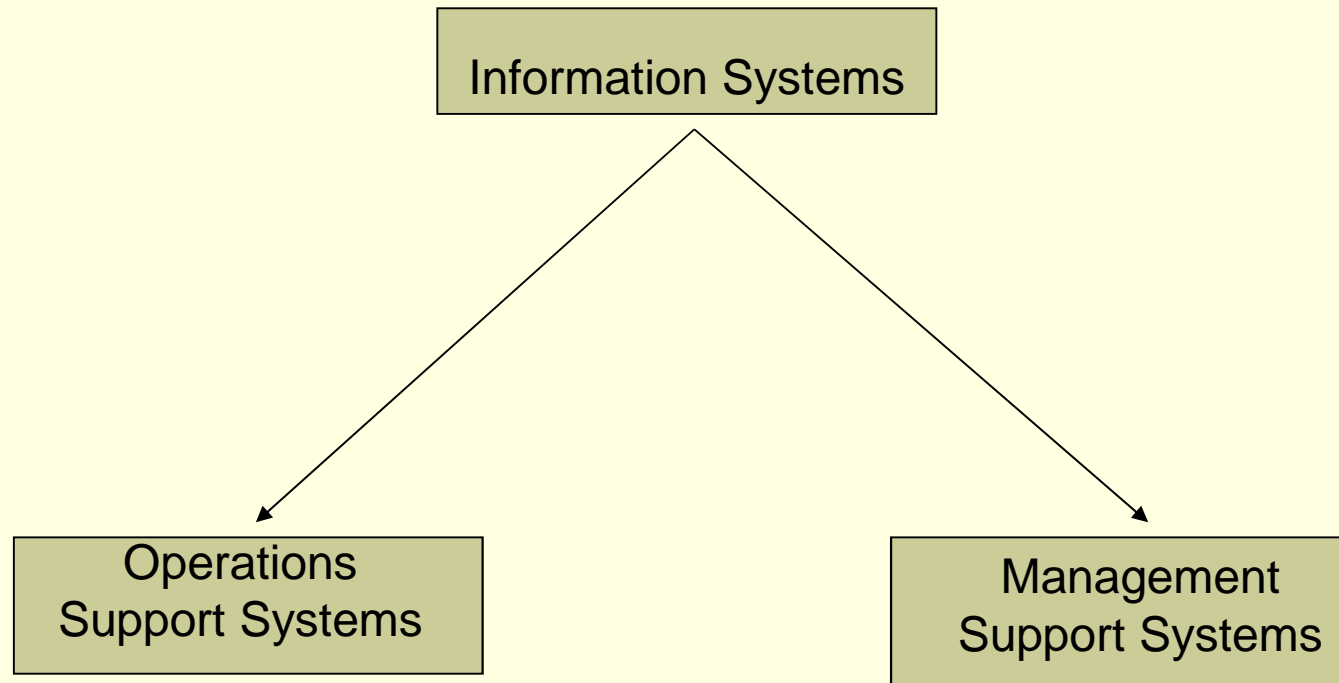 Information Systems
Operations
Support Systems
Management
Support Systems